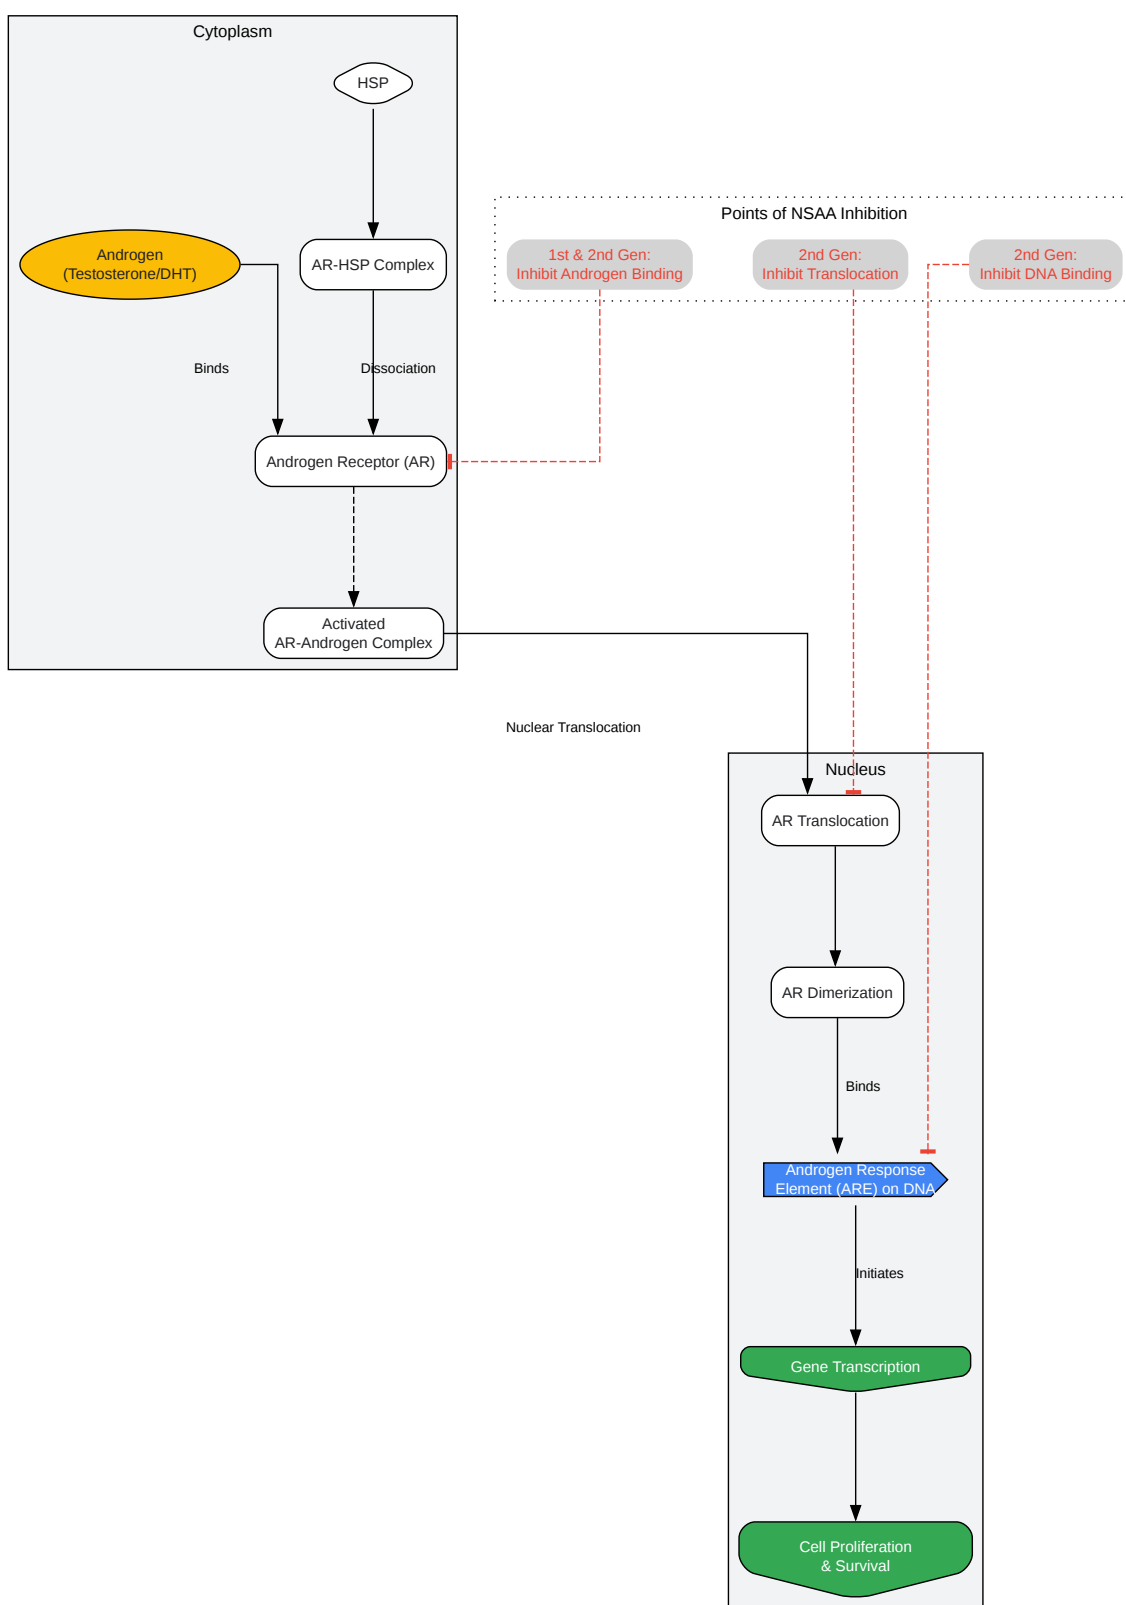 Cytoplasm
HSP
Points of NSAA Inhibition
Androgen
(Testosterone/DHT)
AR-HSP Complex
1st & 2nd Gen:
Inhibit Androgen Binding
2nd Gen:
Inhibit Translocation
2nd Gen:
Inhibit DNA Binding
Binds
Dissociation
Androgen Receptor (AR)
Activated
AR-Androgen Complex
Nuclear Translocation
Nucleus
AR Translocation
AR Dimerization
Binds
Androgen Response
Element (ARE) on DNA
Initiates
Gene Transcription
Cell Proliferation
& Survival